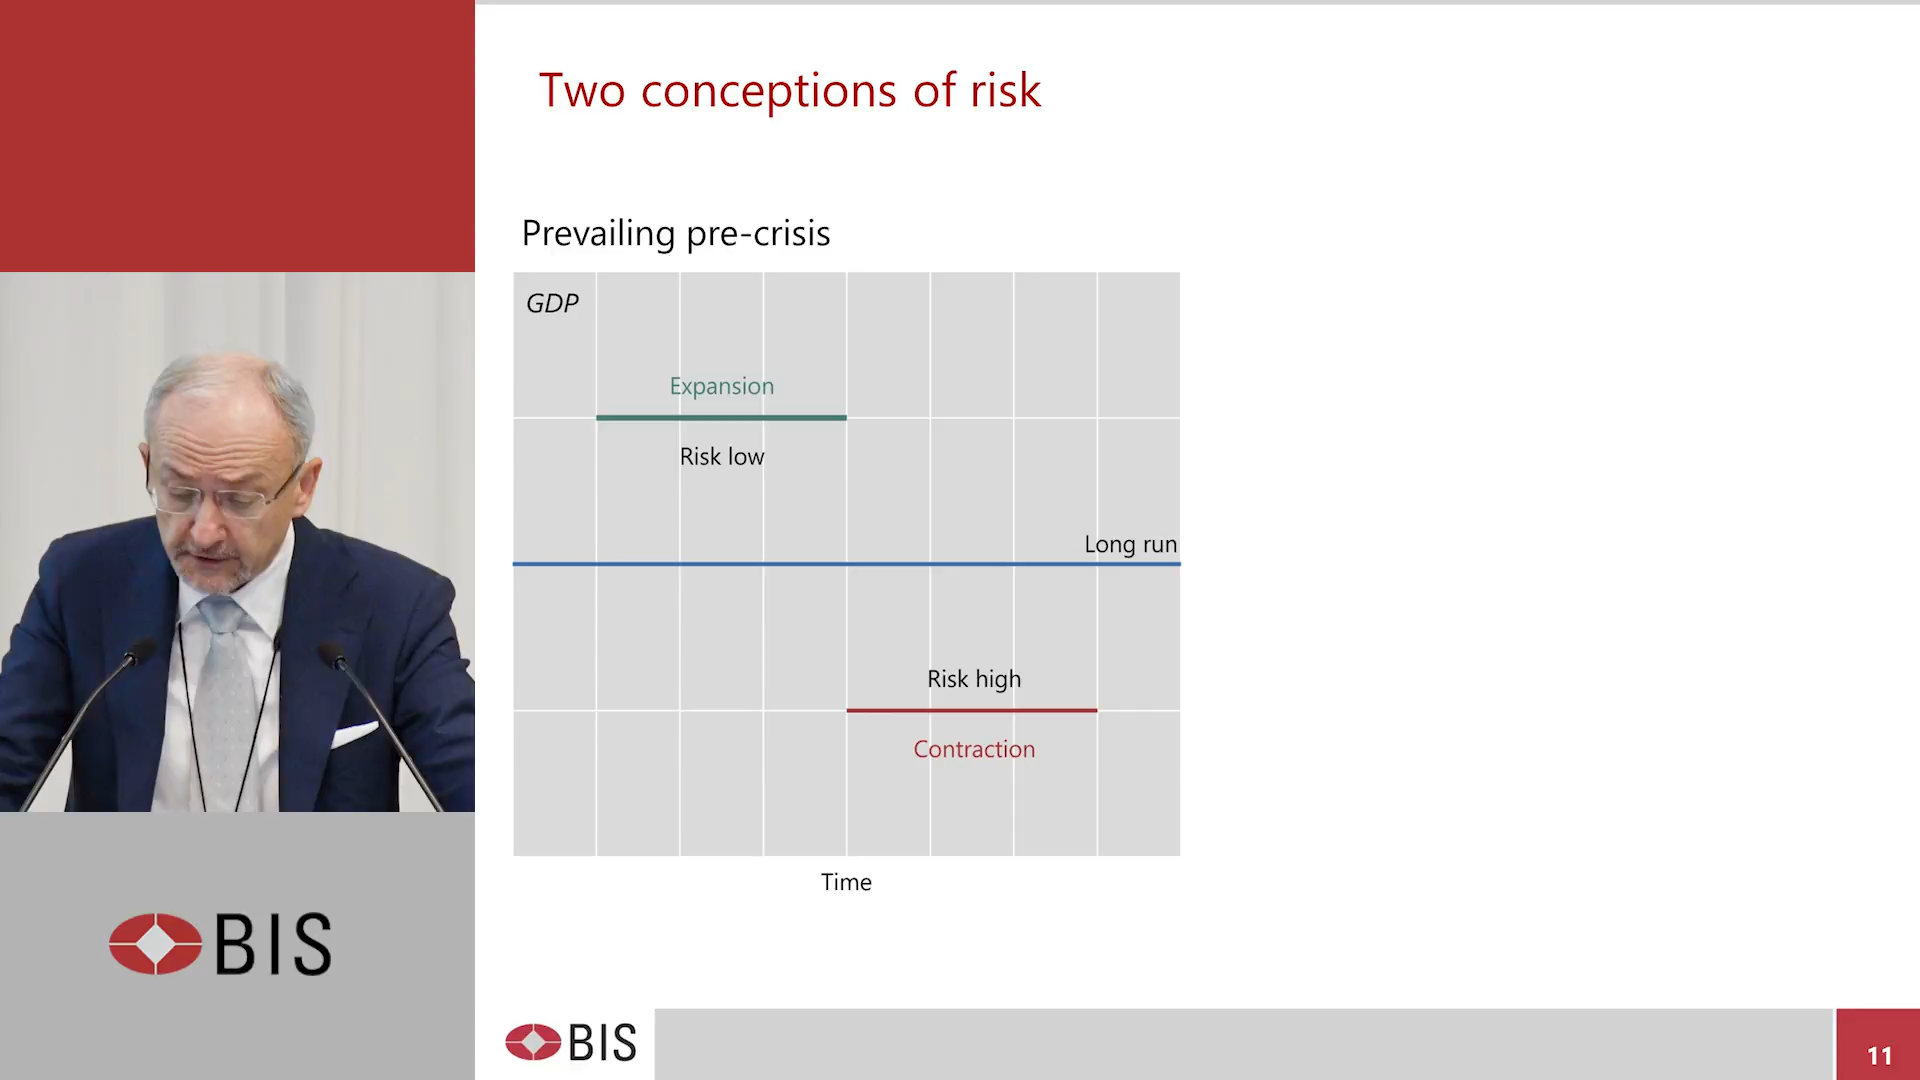 Two conceptions of risk
Prevailing pre-crisis
GDP
Expansion
Risk low
Long run
Risk high
Contraction
Time
BIS
BIS
11